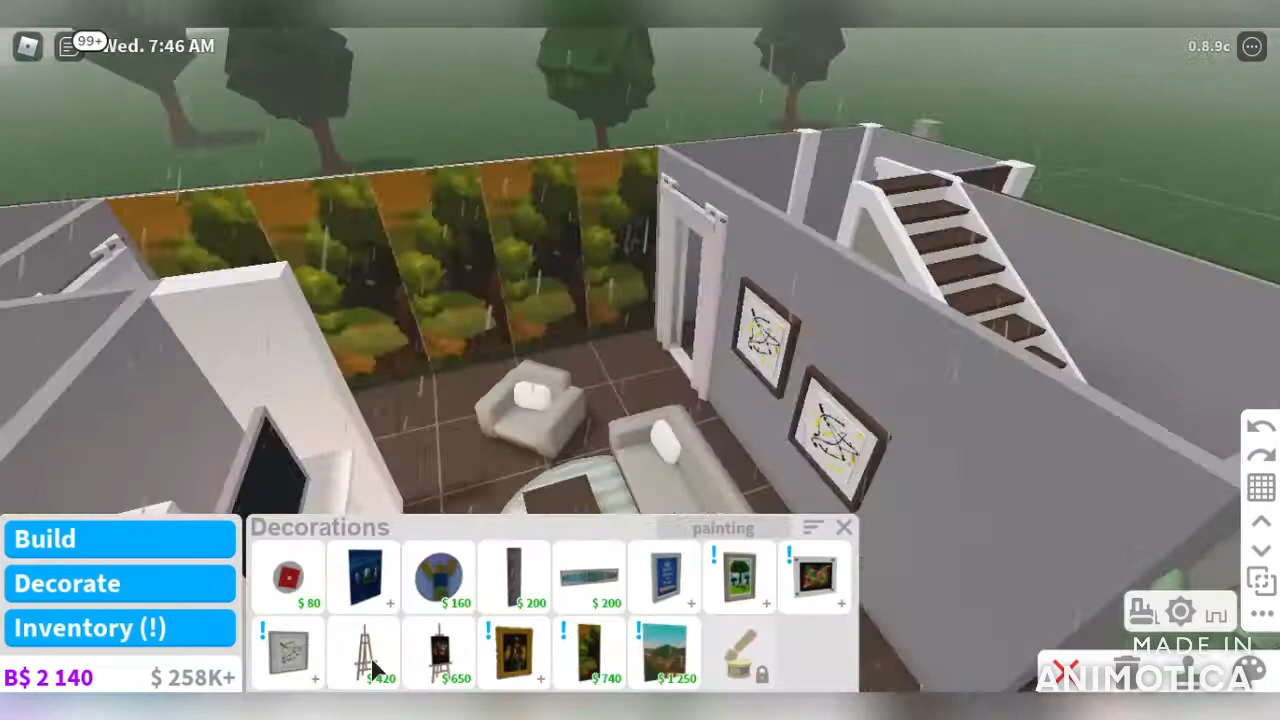 99+
Wed. 7:46 AM
0.8.9c
Build
Decorate
Inventory (!)
B$ 2 140
$ 258K+
Decorations
painting
$ 80
+
$ 160
$ 200
$ 200
+
!
+
!
+
!
+
$ 420
$ 650
!
+
!
$ 740
!
$ 1 250
MADE IN
ANIMOTICA